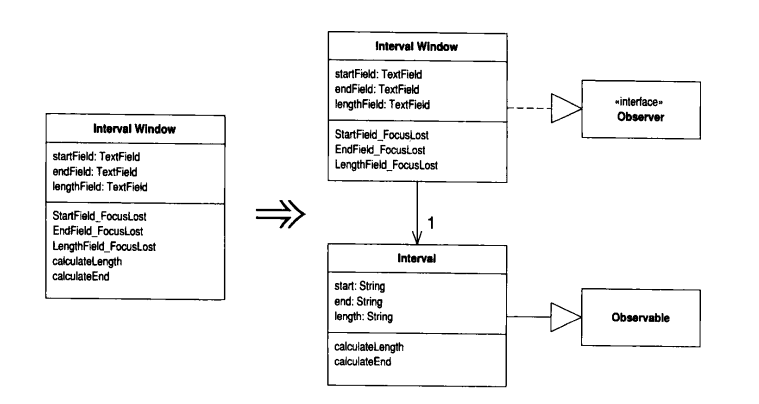 Interval Window
startField: TextField
endField: TextField
lengthField: TextField
StartField_FocusLost
EndField_FocusLost
LengthField_FocusLost
calculateLength
calculateEnd
Interval Window
startField: TextField
endField: TextField
lengthField: TextField
StartField_FocusLost
EndField_FocusLost
LengthField_FocusLost
«interface»
Observer
1
Interval
start: String
end: String
length: String
calculateLength
calculateEnd
Observable